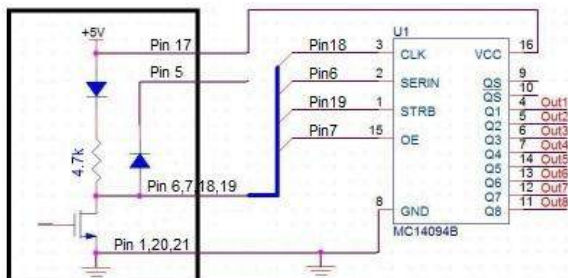 +5V
Pin 17
Pin 5
4.7k
Pin 6,7,18,19
Pin 1,20,21
Pin18
Pin6
Pin19
Pin7
U1
3 CLK VCC 16
2 SERIN QS 9
QS 10
1 STRB Q1 4 Out1
Q2 5 Out2
15 OE Q3 6 Out3
Q4 7 Out4
Q5 14 Out5
Q6 13 Out6
Q7 12 Out7
8 GND Q8 11 Out8
MC14094B